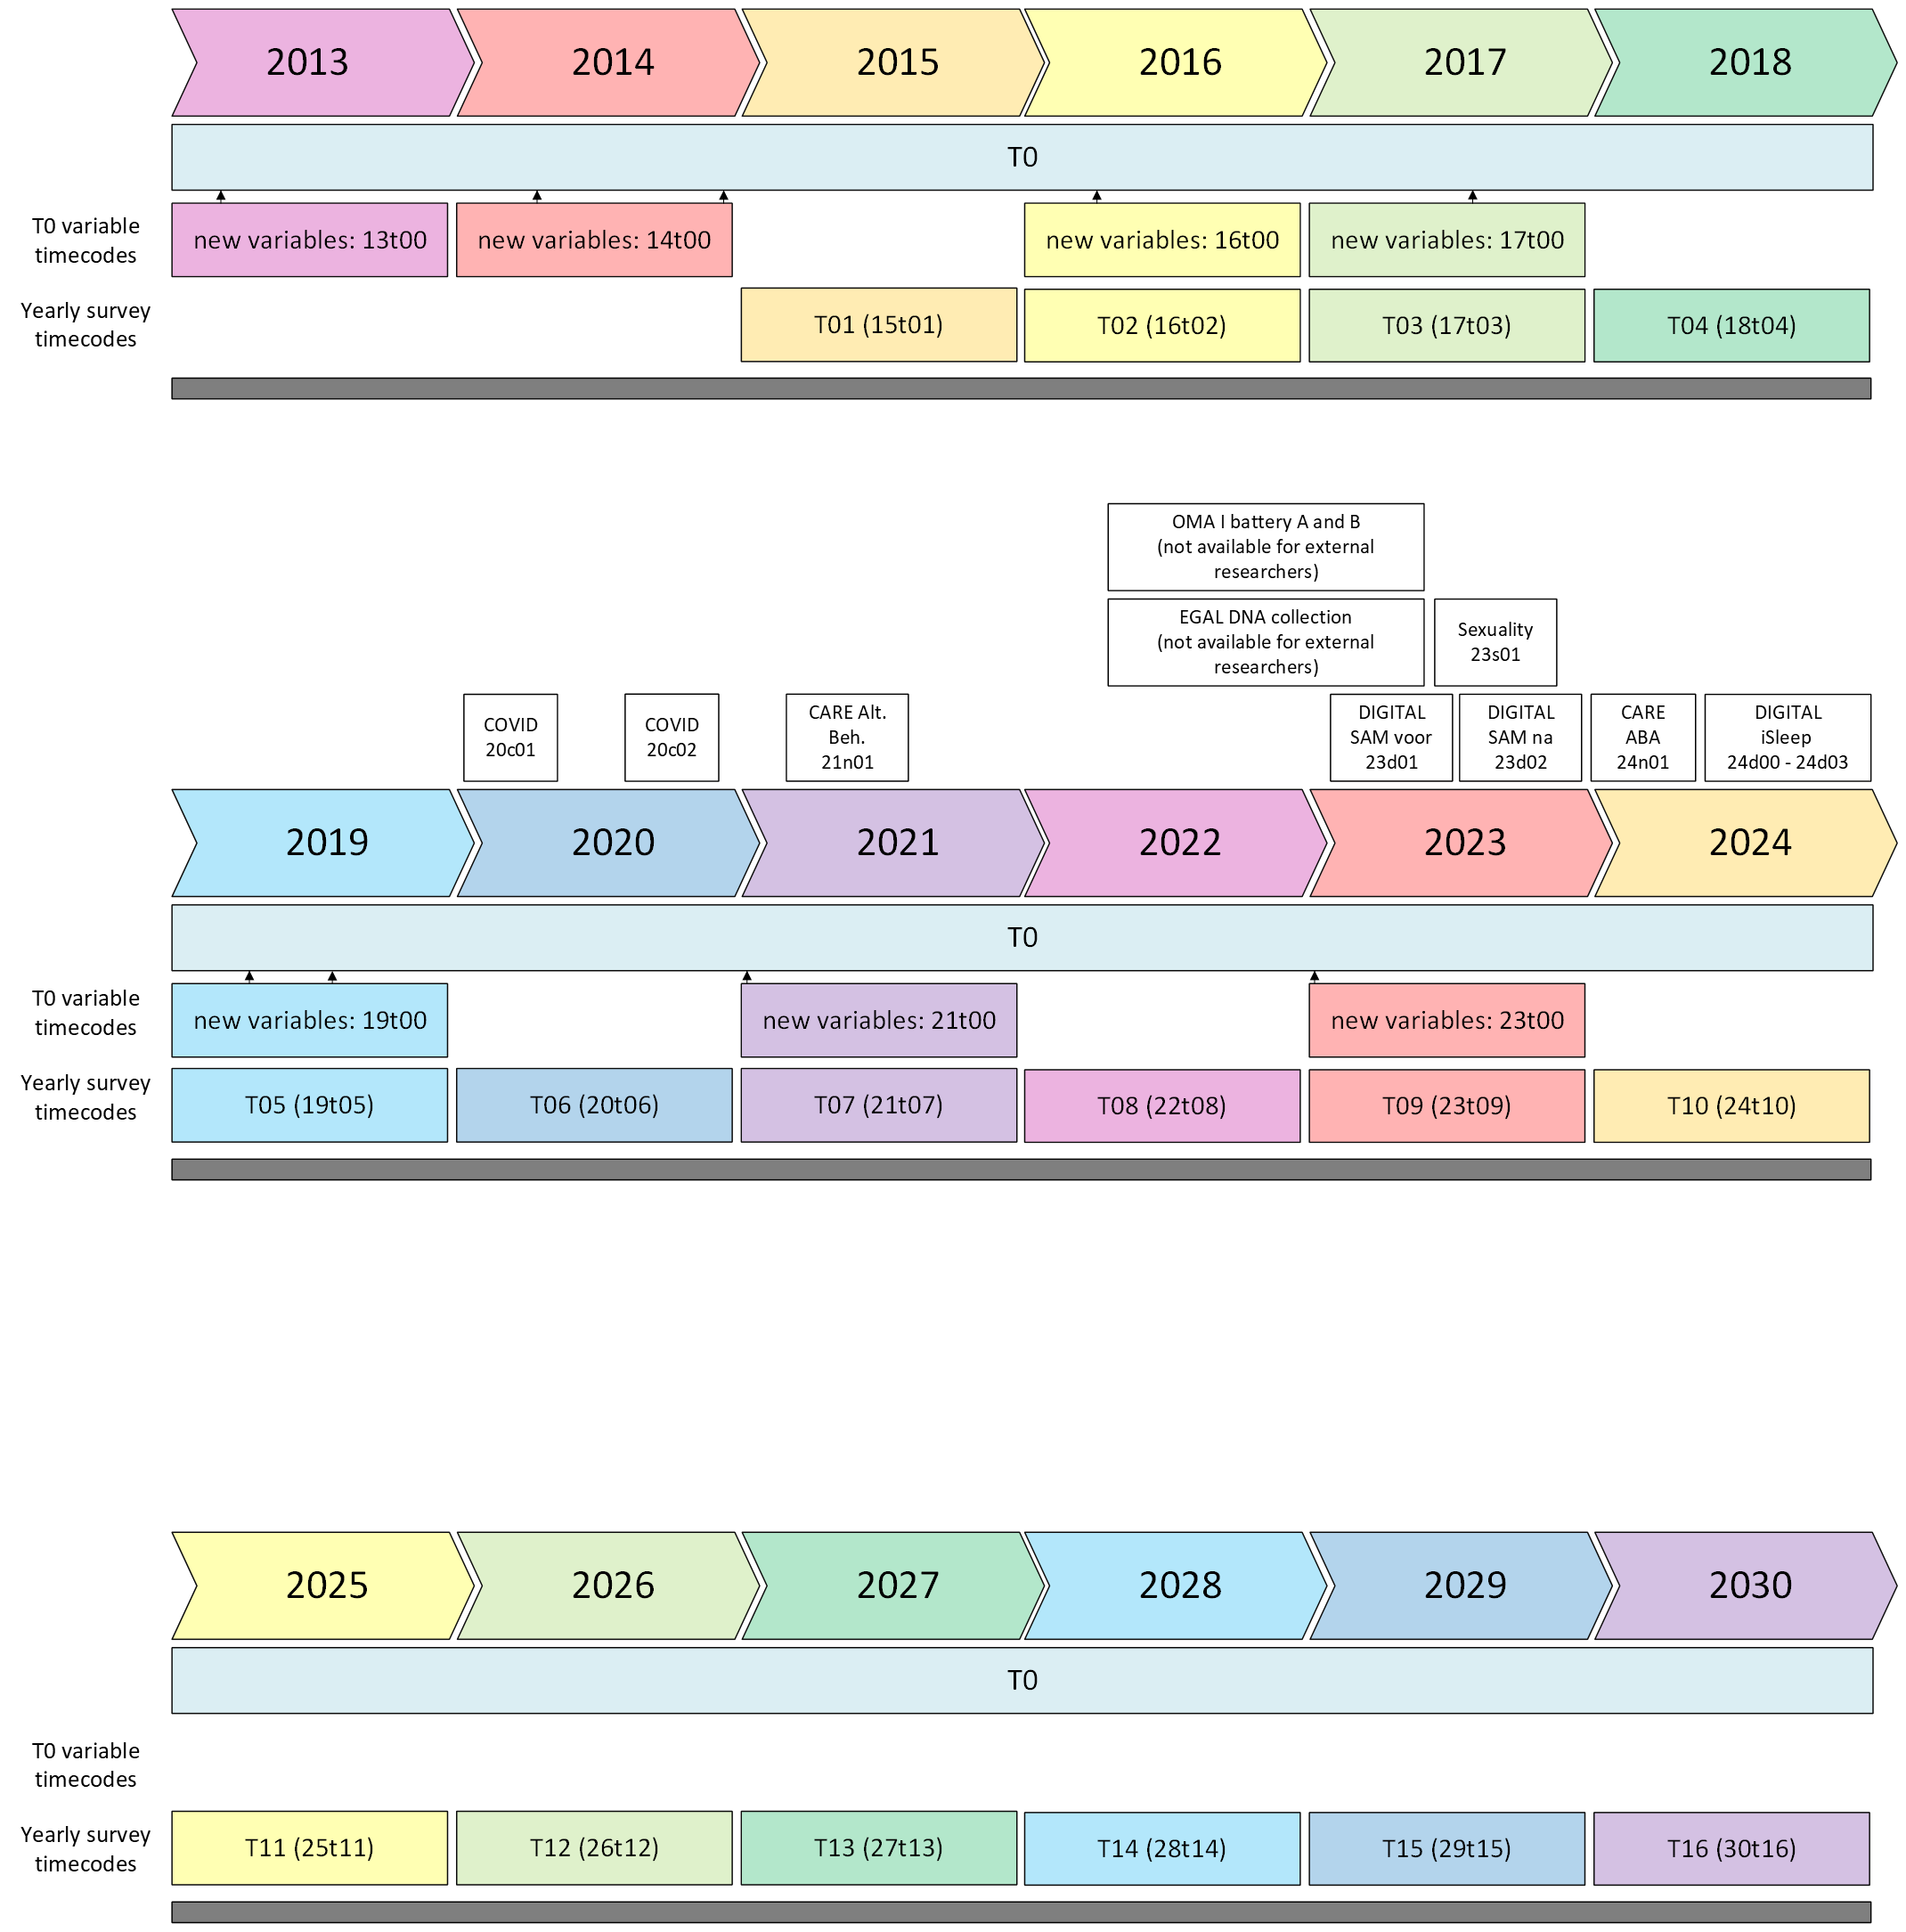 2013
2014
2015
2016
2017
2018
T0
T0 variable
timecodes
new variables: 13t00
new variables: 14t00
new variables: 16t00
new variables: 17t00
Yearly survey
timecodes
T01 (15t01)
T02 (16t02)
T03 (17t03)
T04 (18t04)
OMA I battery A and B
(not available for external
researchers)
EGAL DNA collection
(not available for external
researchers)
Sexuality
23s01
COVID
20c01
COVID
20c02
CARE Alt.
Beh.
21n01
DIGITAL
SAM voor
23d01
DIGITAL
SAM na
23d02
CARE
ABA
24n01
DIGITAL
iSleep
24d00 - 24d03
2019
2020
2021
2022
2023
2024
T0
T0 variable
timecodes
new variables: 19t00
new variables: 21t00
new variables: 23t00
Yearly survey
timecodes
T05 (19t05)
T06 (20t06)
T07 (21t07)
T08 (22t08)
T09 (23t09)
T10 (24t10)
2025
2026
2027
2028
2029
2030
T0
T0 variable
timecodes
Yearly survey
timecodes
T11 (25t11)
T12 (26t12)
T13 (27t13)
T14 (28t14)
T15 (29t15)
T16 (30t16)